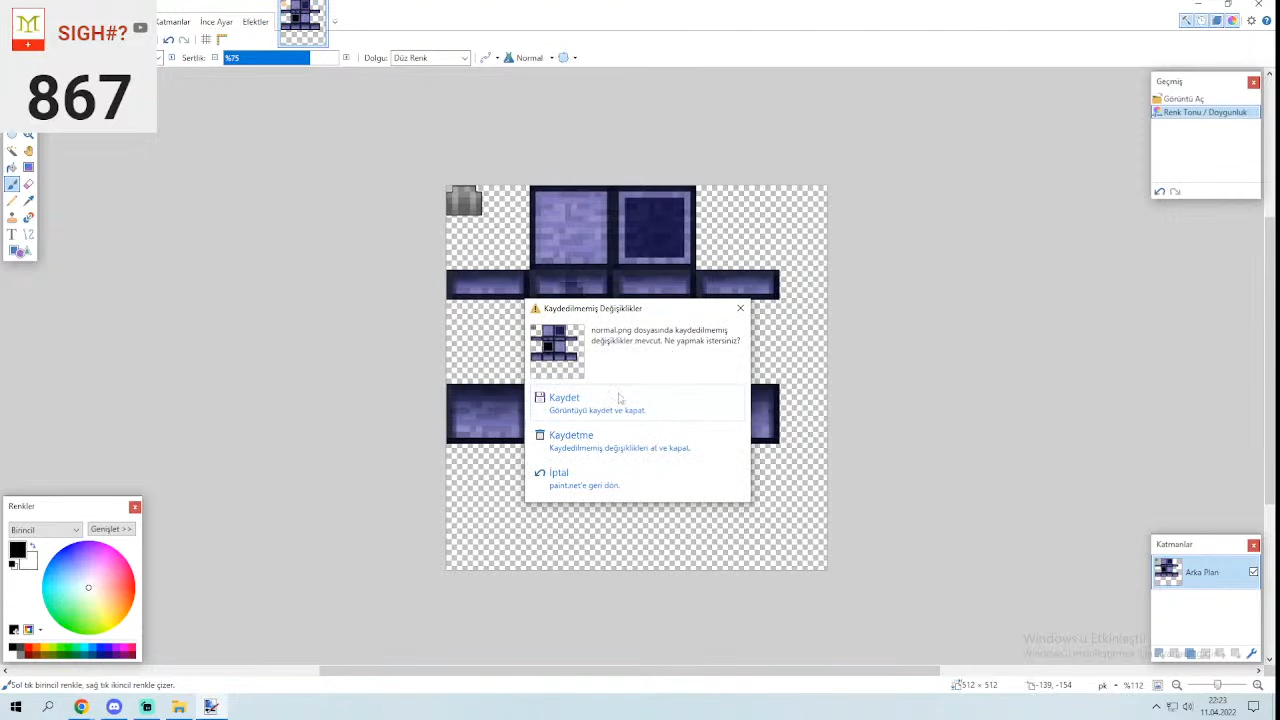 SIGH#?
867
Katmanlar
İnce Ayar
Efektler
Sertlik:
%75
Dolgu:
Düz Renk
Normal
Geçmiş
Görüntü Aç
Renk Tonu / Doygunluk
Kaydedilmemiş Değişiklikler
normal.png dosyasında kaydedilmemiş
değişiklikler mevcut. Ne yapmak istersiniz?
Kaydet
Görüntüyü kaydet ve kapat.
Kaydetme
Kaydedilmemiş değişiklikleri at ve kapat.
İptal
paint.net'e geri dön.
Renkler
Birincil
Genişlet >>
Katmanlar
Arka Plan
Windows'u Etkinleştir
Sol tık birincil renkle, sağ tık ikincil renkle çizer.
512 × 512
-139, -154
pk
%112
22:23
11.04.2022